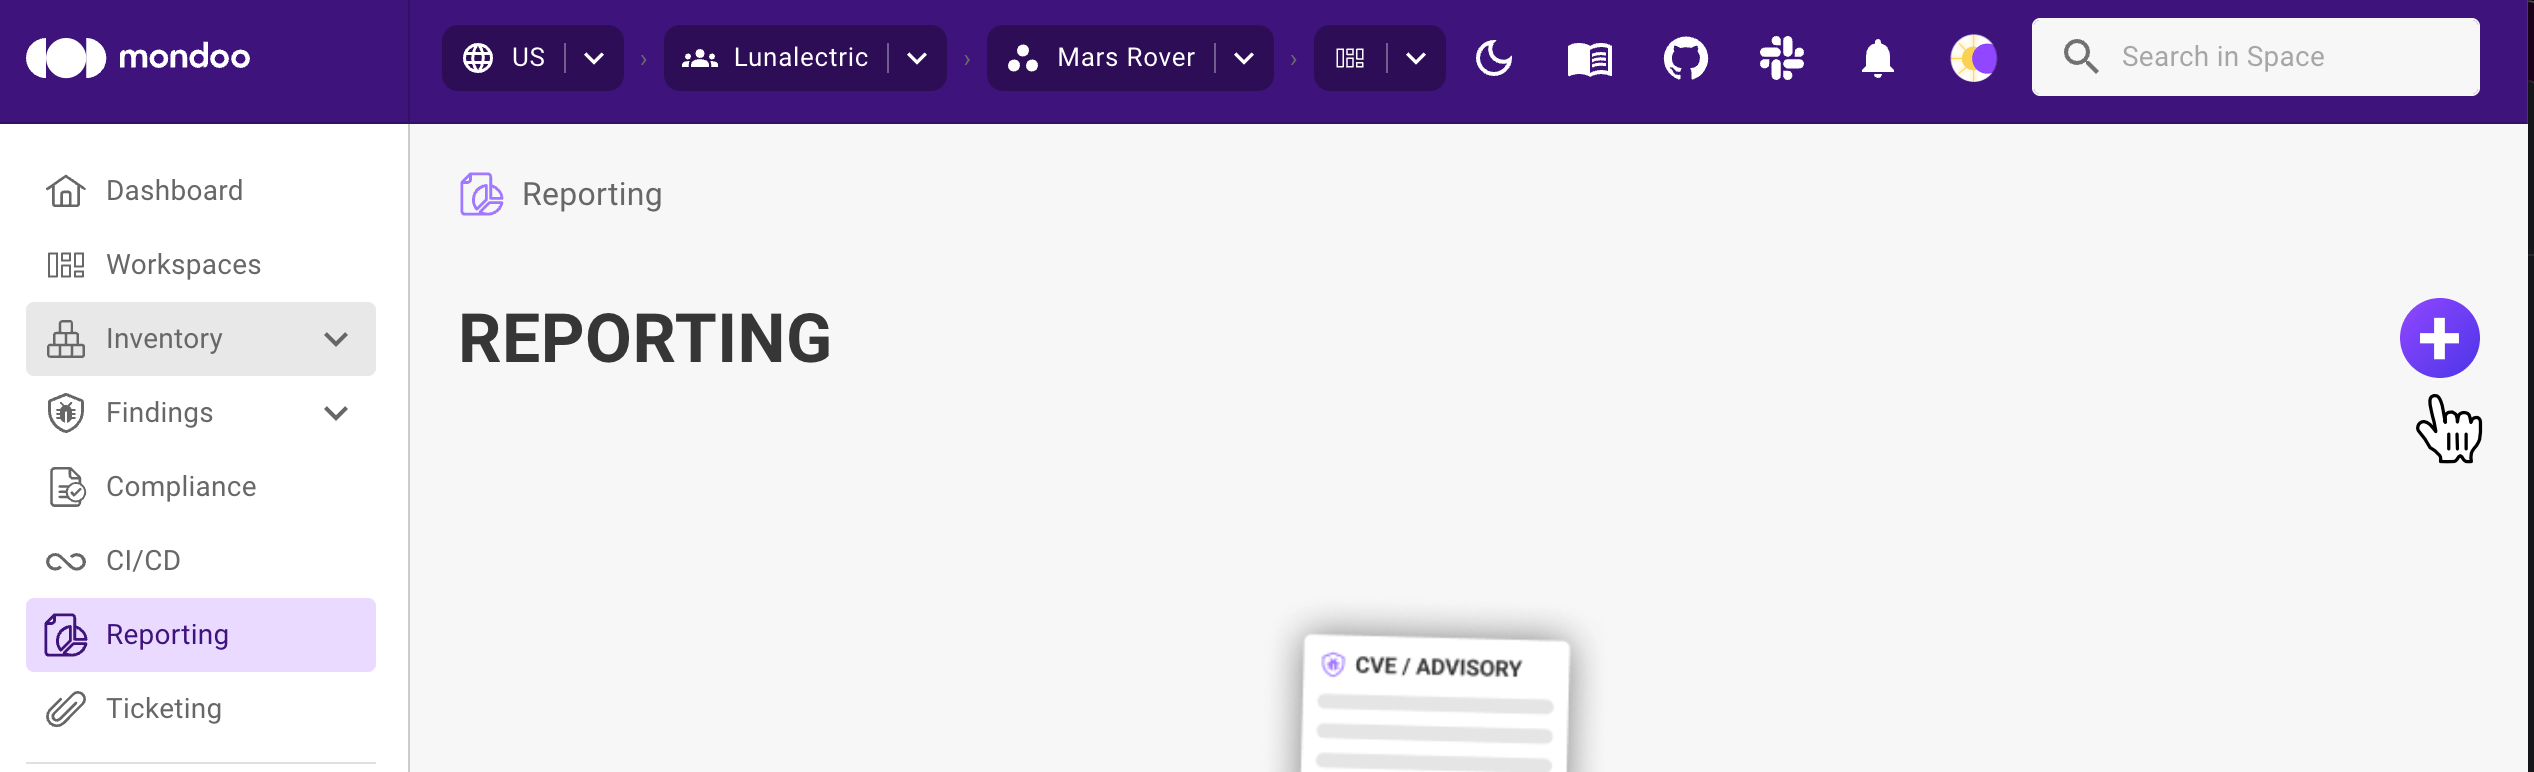 mondoo
US
Lunalectric
Mars Rover
Search in Space
Dashboard
Workspaces
Inventory
Findings
Compliance
CI/CD
Reporting
Ticketing
Reporting
REPORTING
CVE / ADVISORY